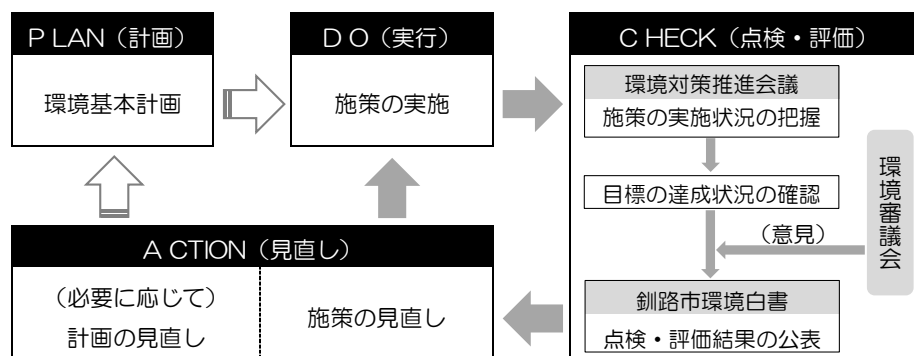 PLAN（計画）
環境基本計画
DO（実行）
施策の実施
CHECK（点検・評価）
環境対策推進会議
施策の実施状況の把握
目標の達成状況の確認
（意見）
環境審議会
釧路市環境白書
点検・評価結果の公表
ACTION（見直し）
（必要に応じて）
計画の見直し
施策の見直し